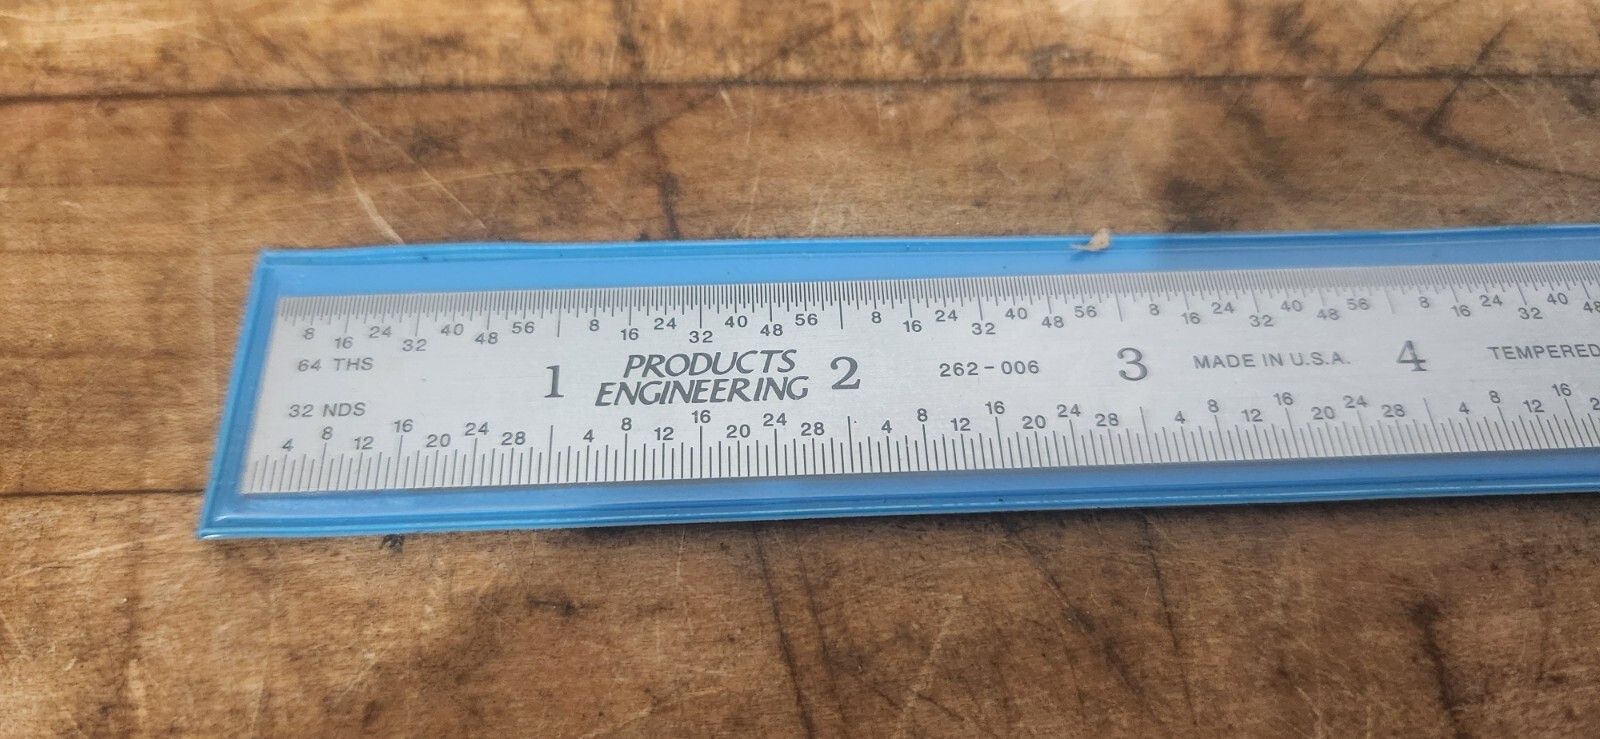 8 16 24 32 40 48 56 8 16 24 32 40 48 56 8 16 24 32 40 48 56 8 16 24 32 40 48 56 8 16 24 32 40 48
64 THS
1 PRODUCTS ENGINEERING 2 262-006 3 MADE IN U.S.A. 4 TEMPERED
32 NDS
4 8 12 16 20 24 28 4 8 12 16 20 24 28 4 8 12 16 20 24 28 4 8 12 16 20 24 28 4 8 12 16 2